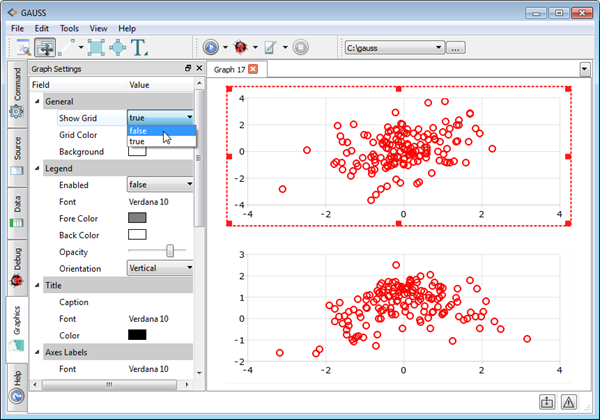 GAUSS
File Edit Tools View Help
C:\gauss ...
Command
Source
Data
Debug
Graphics
Help
Graph Settings
Field Value
General
Show Grid true
false
true
Grid Color
Background
Legend
Enabled false
Font Verdana 10
Fore Color
Back Color
Opacity
Orientation Vertical
Title
Caption
Font Verdana 10
Color
Axes Labels
Font Verdana 10
Graph 17
4
2
0
-2
-4
-4 -2 0 2 4
3
2
1
0
-1
-2
-4 -2 0 2 4